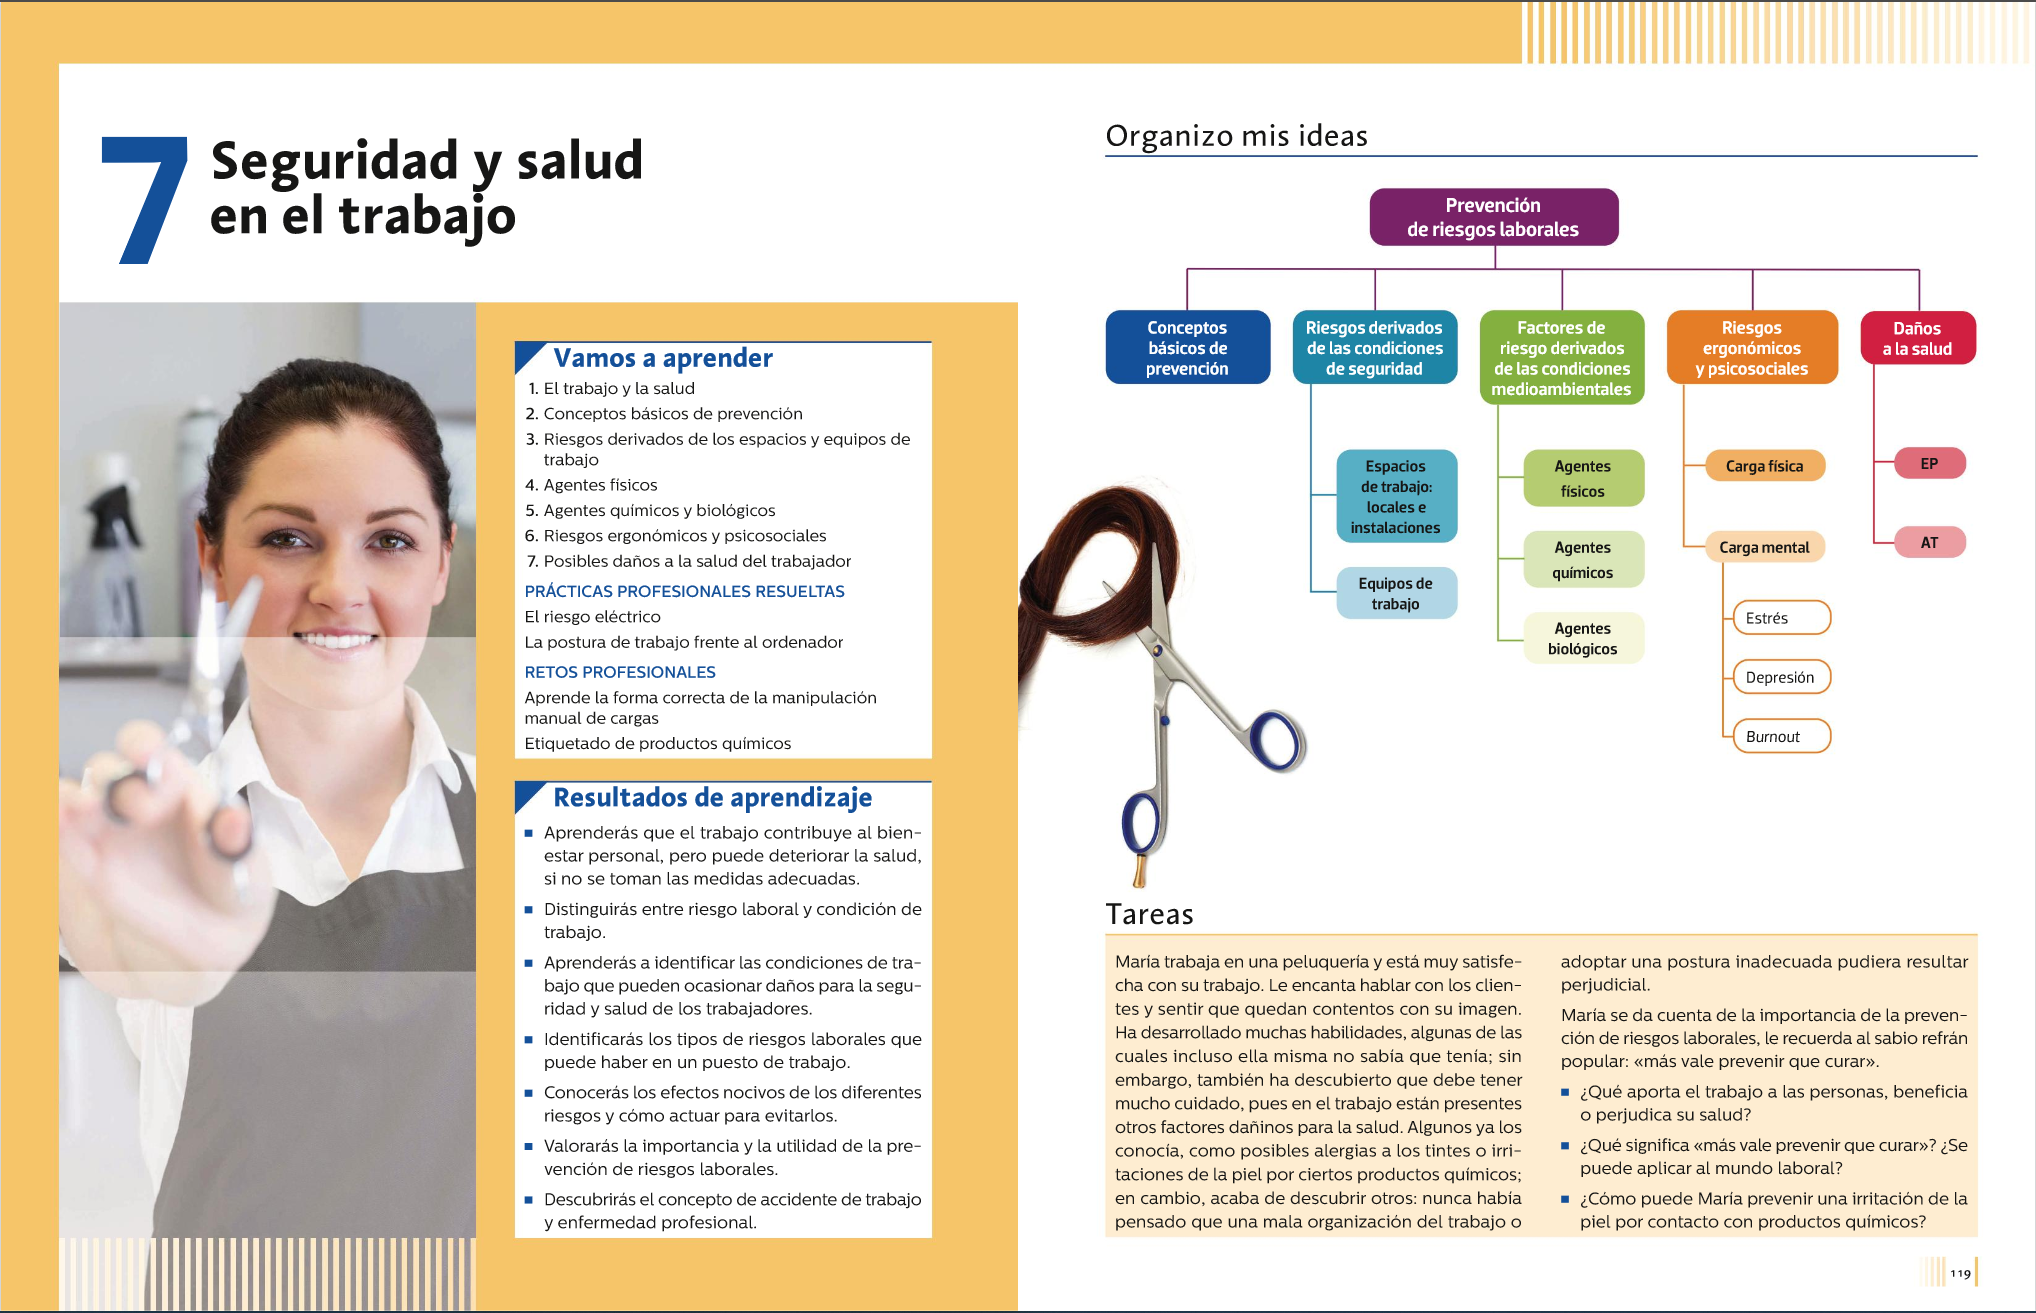 7
Seguridad y salud
en el trabajo
Vamos a aprender
1. El trabajo y la salud
2. Conceptos básicos de prevención
3. Riesgos derivados de los espacios y equipos de
trabajo
4. Agentes físicos
5. Agentes químicos y biológicos
6. Riesgos ergonómicos y psicosociales
7. Posibles daños a la salud del trabajador
PRÁCTICAS PROFESIONALES RESUELTAS
El riesgo eléctrico
La postura de trabajo frente al ordenador
RETOS PROFESIONALES
Aprende la forma correcta de la manipulación
manual de cargas
Etiquetado de productos químicos
Resultados de aprendizaje
■ Aprenderás que el trabajo contribuye al bien-
estar personal, pero puede deteriorar la salud,
si no se toman las medidas adecuadas.
■ Distinguirás entre riesgo laboral y condición de
trabajo.
■ Aprenderás a identificar las condiciones de tra-
bajo que pueden ocasionar daños para la segu-
ridad y salud de los trabajadores.
■ Identificarás los tipos de riesgos laborales que
puede haber en un puesto de trabajo.
■ Conocerás los efectos nocivos de los diferentes
riesgos y cómo actuar para evitarlos.
■ Valorarás la importancia y la utilidad de la pre-
vención de riesgos laborales.
■ Descubrirás el concepto de accidente de trabajo
y enfermedad profesional.
Organizo mis ideas
Prevención
de riesgos laborales
Conceptos
básicos de
prevención
Riesgos derivados
de las condiciones
de seguridad
Espacios
de trabajo:
locales e
instalaciones
Equipos de
trabajo
Factores de
riesgo derivados
de las condiciones
medioambientales
Agentes
físicos
Agentes
químicos
Agentes
biológicos
Riesgos
ergonómicos
y psicosociales
Carga física
Carga mental
Estrés
Depresión
Burnout
Daños
a la salud
EP
AT
Tareas
María trabaja en una peluquería y está muy satisfe-
cha con su trabajo. Le encanta hablar con los clien-
tes y sentir que quedan contentos con su imagen.
Ha desarrollado muchas habilidades, algunas de las
cuales incluso ella misma no sabía que tenía; sin
embargo, también ha descubierto que debe tener
mucho cuidado, pues en el trabajo están presentes
otros factores dañinos para la salud. Algunos ya los
conocía, como posibles alergias a los tintes o irri-
taciones de la piel por ciertos productos químicos;
en cambio, acaba de descubrir otros: nunca había
pensado que una mala organización del trabajo o
adoptar una postura inadecuada pudiera resultar
perjudicial.
María se da cuenta de la importancia de la preven-
ción de riesgos laborales, le recuerda al sabio refrán
popular: «más vale prevenir que curar».
■ ¿Qué aporta el trabajo a las personas, beneficia
o perjudica su salud?
■ ¿Qué significa «más vale prevenir que curar»? ¿Se
puede aplicar al mundo laboral?
■ ¿Cómo puede María prevenir una irritación de la
piel por contacto con productos químicos?
119